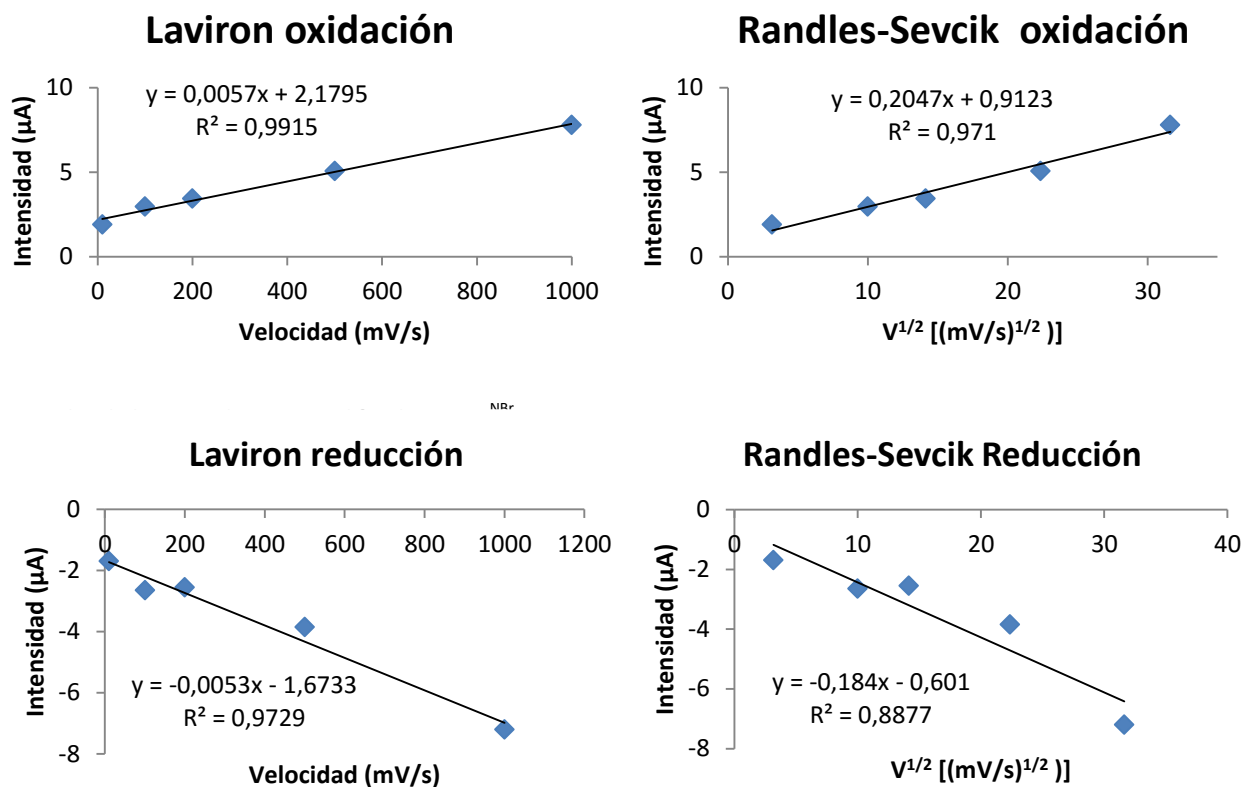 Laviron oxidación
y = 0,0057x + 2,1795
R² = 0,9915
10
5
0
0 200 400 600 800 1000
Intensidad (µA)
Velocidad (mV/s)
Randles-Sevcik oxidación
y = 0,2047x + 0,9123
R² = 0,971
10
5
0
0 10 20 30
Intensidad (µA)
V^1/2 [(mV/s)^1/2 )]
Laviron reducción
0
-2
-4
-6
-8
0 200 400 600 800 1000 1200
y = -0,0053x - 1,6733
R² = 0,9729
Intensidad (µA)
Velocidad (mV/s)
Randles-Sevcik Reducción
0
-2
-4
-6
-8
0 10 20 30 40
y = -0,184x - 0,601
R² = 0,8877
Intensidad (µA)
V^1/2 [(mV/s)^1/2 )]